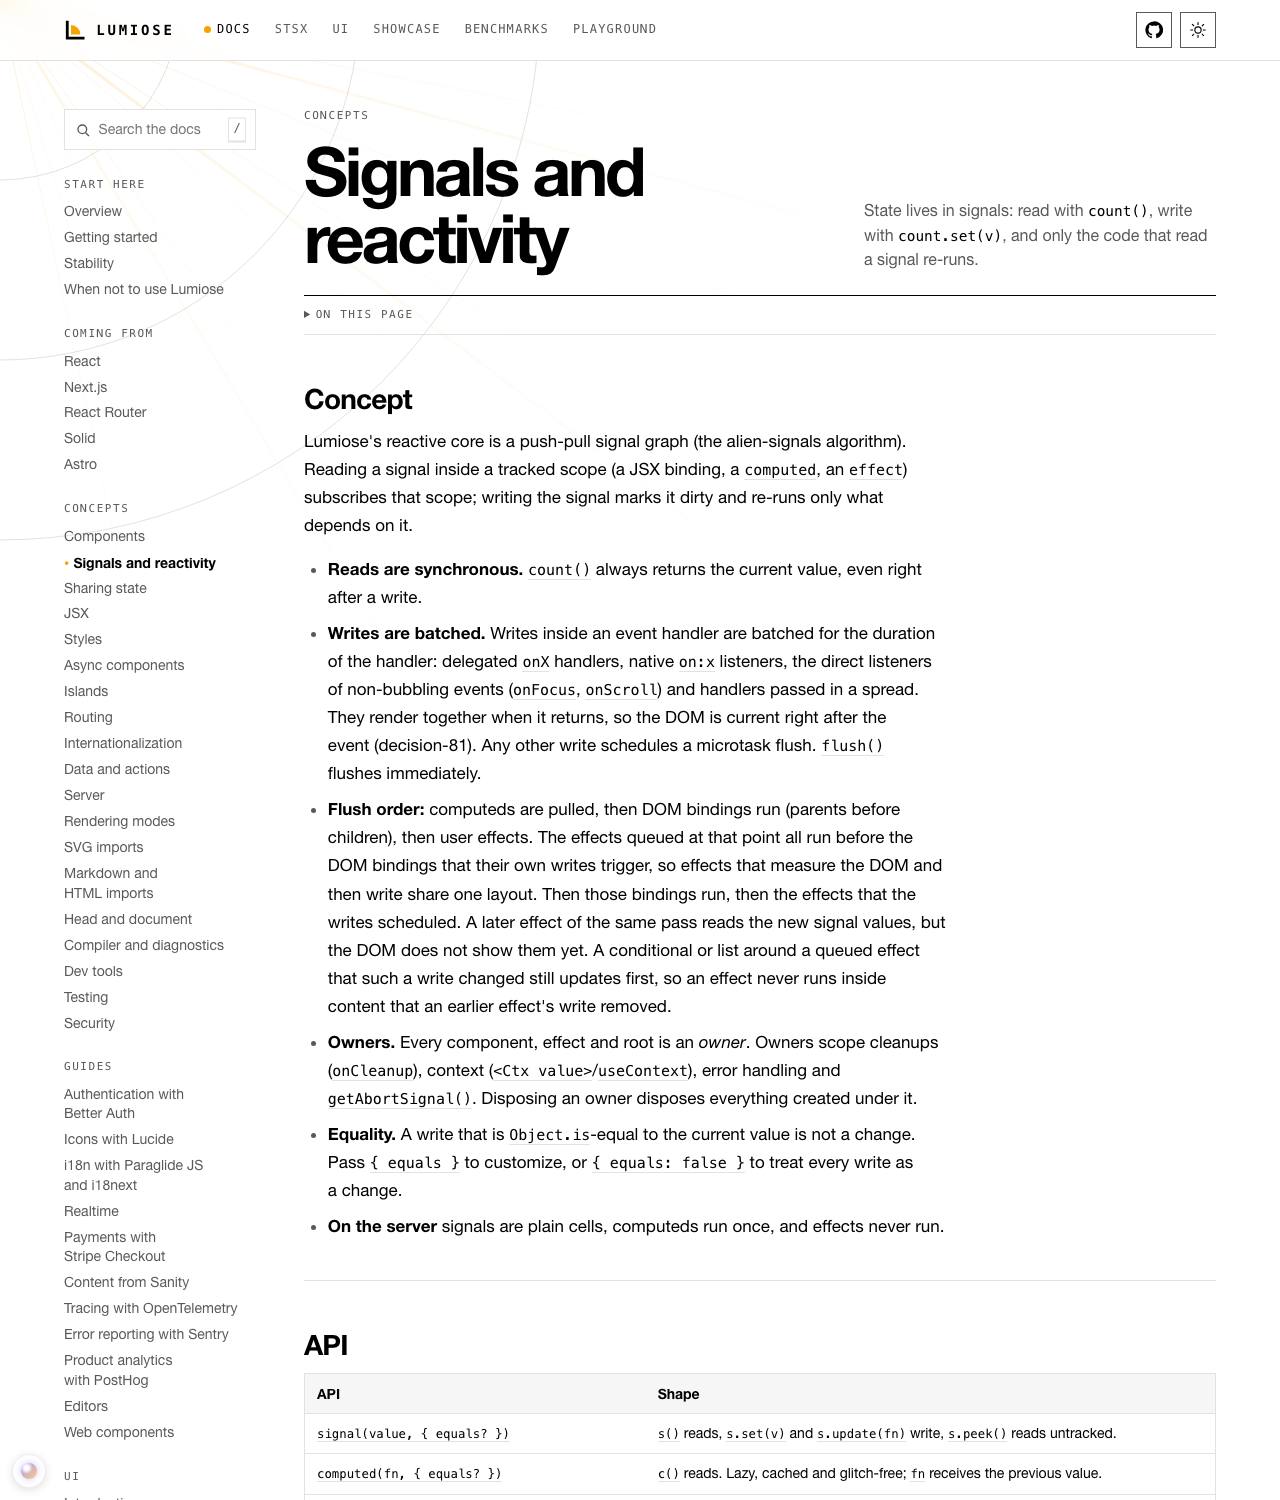 LUMIOSE
DOCS
STSX
UI
SHOWCASE
BENCHMARKS
PLAYGROUND
Search the docs
/
START HERE
Overview
Getting started
Stability
When not to use Lumiose
COMING FROM
React
Next.js
React Router
Solid
Astro
CONCEPTS
Components
• Signals and reactivity
Sharing state
JSX
Styles
Async components
Islands
Routing
Internationalization
Data and actions
Server
Rendering modes
SVG imports
Markdown and
HTML imports
Head and document
Compiler and diagnostics
Dev tools
Testing
Security
GUIDES
Authentication with
Better Auth
Icons with Lucide
i18n with Paraglide JS
and i18next
Realtime
Payments with
Stripe Checkout
Content from Sanity
Tracing with OpenTelemetry
Error reporting with Sentry
Product analytics
with PostHog
Editors
Web components
UI
CONCEPTS
Signals and
reactivity
State lives in signals: read with count(), write
with count.set(v), and only the code that read
a signal re-runs.
ON THIS PAGE
Concept
Lumiose's reactive core is a push-pull signal graph (the alien-signals algorithm).
Reading a signal inside a tracked scope (a JSX binding, a computed, an effect)
subscribes that scope; writing the signal marks it dirty and re-runs only what
depends on it.
• Reads are synchronous. count() always returns the current value, even right
after a write.
• Writes are batched. Writes inside an event handler are batched for the duration
of the handler: delegated onX handlers, native on:x listeners, the direct listeners
of non-bubbling events (onFocus, onScroll) and handlers passed in a spread.
They render together when it returns, so the DOM is current right after the
event (decision-81). Any other write schedules a microtask flush. flush()
flushes immediately.
• Flush order: computeds are pulled, then DOM bindings run (parents before
children), then user effects. The effects queued at that point all run before the
DOM bindings that their own writes trigger, so effects that measure the DOM and
then write share one layout. Then those bindings run, then the effects that the
writes scheduled. A later effect of the same pass reads the new signal values, but
the DOM does not show them yet. A conditional or list around a queued effect
that such a write changed still updates first, so an effect never runs inside
content that an earlier effect's write removed.
• Owners. Every component, effect and root is an owner. Owners scope cleanups
(onCleanup), context (<Ctx value>/useContext), error handling and
getAbortSignal(). Disposing an owner disposes everything created under it.
• Equality. A write that is Object.is-equal to the current value is not a change.
Pass { equals } to customize, or { equals: false } to treat every write as
a change.
• On the server signals are plain cells, computeds run once, and effects never run.
API
API
Shape
signal(value, { equals? })
s() reads, s.set(v) and s.update(fn) write, s.peek() reads untracked.
computed(fn, { equals? })
c() reads. Lazy, cached and glitch-free; fn receives the previous value.